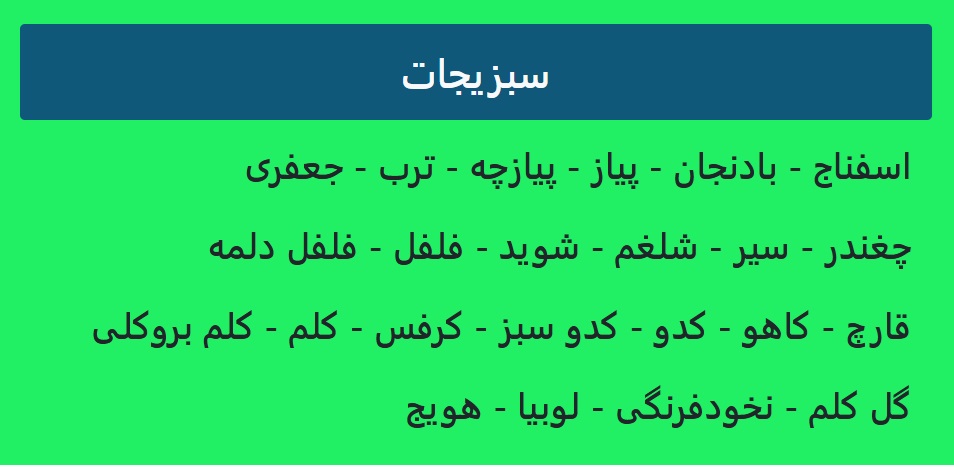 سبزیجات
اسفناج - بادنجان - پیاز - پیازچه - ترب - جعفری
چغندر - سیر - شلغم - شوید - فلفل - فلفل دلمه
قارچ - کاهو - کدو - کدو سبز - کرفس - کلم - کلم بروکلی
گل کلم - نخودفرنگی - لوبیا - هویج